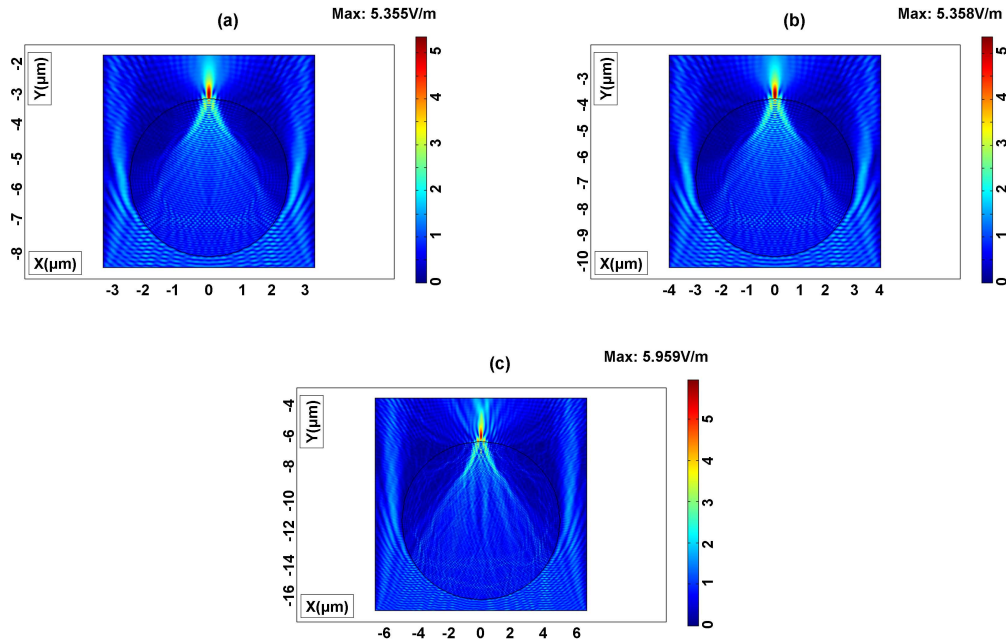 (a)
Max: 5.355V/m
Y(μm)
-2
-3
-4
-5
-6
-7
-8
X(μm)
-3 -2 -1 0 1 2 3
5
4
3
2
1
0
(b)
Max: 5.358V/m
Y(μm)
-3
-4
-5
-6
-7
-8
-9
-10
X(μm)
-4 -3 -2 -1 0 1 2 3 4
5
4
3
2
1
0
(c)
Max: 5.959V/m
Y(μm)
-4
-6
-8
-10
-12
-14
-16
X(μm)
-6 -4 -2 0 2 4 6
5
4
3
2
1
0